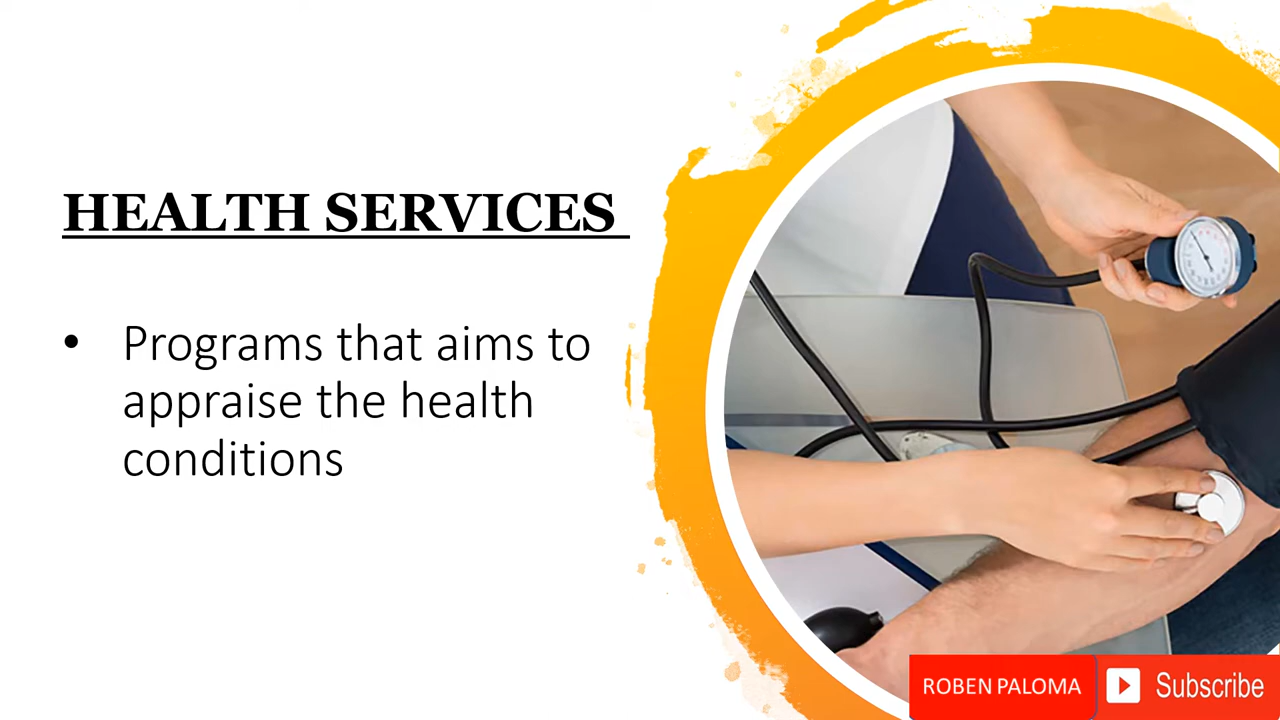 HEALTH SERVICES
• Programs that aims to
appraise the health
conditions
ROBEN PALOMA
Subscribe